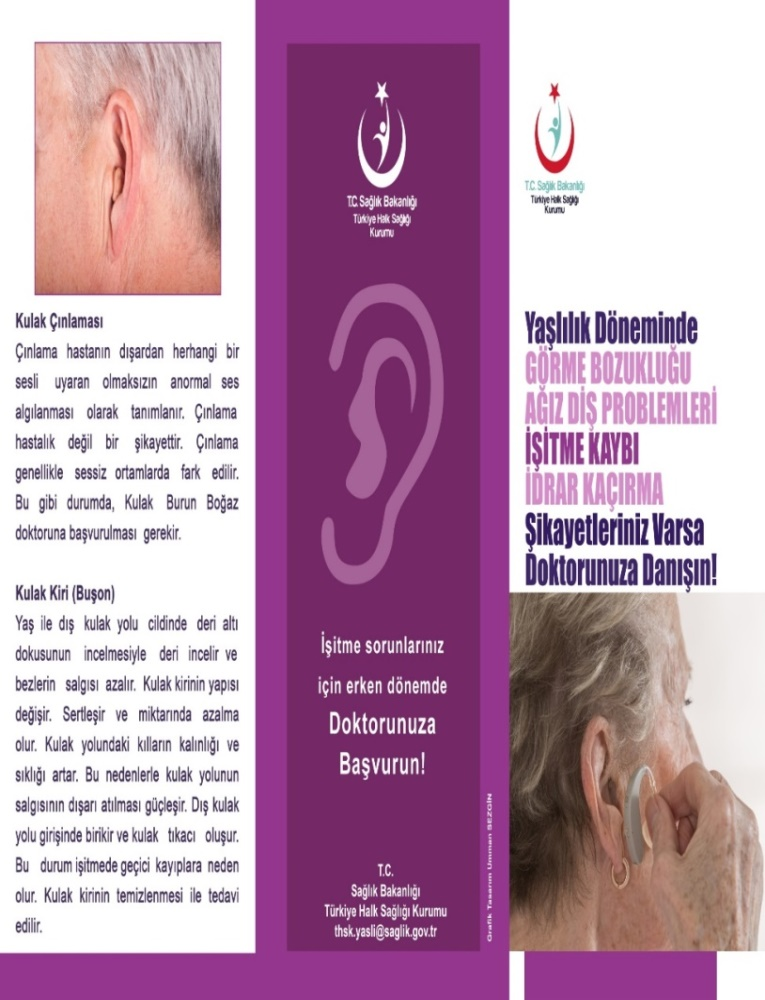 Kulak Çınlaması
Çınlama hastanın dışardan herhangi bir
sesli uyaran olmaksızın anormal ses
algılanması olarak tanımlanır. Çınlama
hastalık değil bir şikayettir. Çınlama
genellikle sessiz ortamlarda fark edilir.
Bu gibi durumda, Kulak Burun Boğaz
doktoruna başvurulması gerekir.
Kulak Kiri (Buşon)
Yaş ile dış kulak yolu cildinde deri altı
dokusunun incelmesiyle deri incelir ve
bezlerin salgısı azalır. Kulak kirinin yapısı
değişir. Sertleşir ve miktarında azalma
olur. Kulak yolundaki kılların kalınlığı ve
sıklığı artar. Bu nedenlerle kulak yolunun
salgısının dışarı atılması güçleşir. Dış kulak
yolu girişinde birikir ve kulak tıkacı oluşur.
Bu durum işitmede geçici kayıplara neden
olur. Kulak kirinin temizlenmesi ile tedavi
edilir.
T.C. Sağlık Bakanlığı
Türkiye Halk Sağlığı
Kurumu
İşitme sorunlarınız
için erken dönemde
Doktorunuza
Başvurun!
T.C.
Sağlık Bakanlığı
Türkiye Halk Sağlığı Kurumu
thsk.yasli@saglik.gov.tr
Grafik Tasarım Umman SEZGİN
T.C. Sağlık Bakanlığı
Türkiye Halk Sağlığı
Kurumu
Yaşlılık Döneminde
GÖRME BOZUKLUĞU
AĞIZ DİŞ PROBLEMLERİ
İŞİTME KAYBI
İDRAR KAÇIRMA
Şikayetleriniz Varsa
Doktorunuza Danışın!